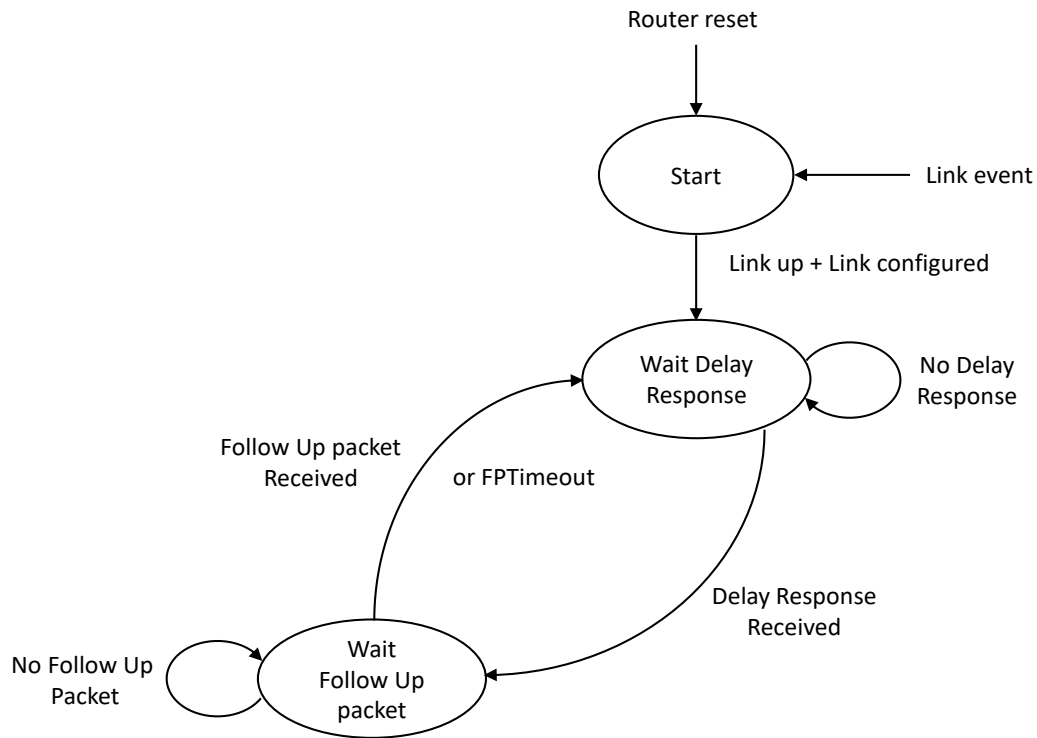 Router reset
Start
Link event
Link up + Link configured
Wait Delay
Response
No Delay
Response
Follow Up packet
Received
or FPTimeout
Delay Response
Received
No Follow Up
Packet
Wait
Follow Up
packet